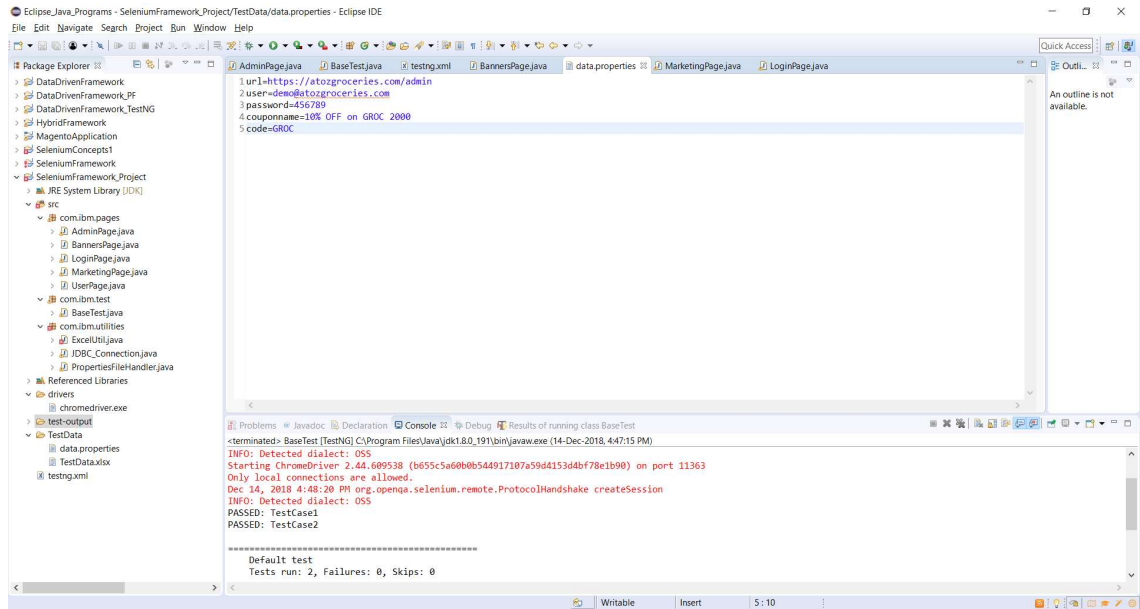 Eclipse_Java_Programs - SeleniumFramework_Project/TestData/data.properties - Eclipse IDE
File Edit Navigate Search Project Run Window Help
Quick Access
Package Explorer
DataDrivenFramework
DataDrivenFramework_PF
DataDrivenFramework_TestNG
HybridFramework
MagentoApplication
SeleniumConcepts1
SeleniumFramework
SeleniumFramework_Project
JRE System Library [JDK]
src
com.ibm.pages
AdminPage.java
BannersPage.java
LoginPage.java
MarketingPage.java
UserPage.java
com.ibm.test
BaseTest.java
com.ibm.utilities
ExcelUtil.java
JDBC_Connection.java
PropertiesFileHandler.java
Referenced Libraries
drivers
chromedriver.exe
test-output
TestData
data.properties
TestData.xlsx
testng.xml
AdminPage.java BaseTest.java testng.xml BannersPage.java data.properties MarketingPage.java LoginPage.java
1 url=https://atozgroceries.com/admin
2 user=demo@atozgroceries.com
3 password=456789
4 couponname=10% OFF on GROC 2000
5 code=GROC
Outli...
An outline is not
available.
Problems Javadoc Declaration Console Debug Results of running class BaseTest
<terminated> BaseTest [TestNG] C:\Program Files\Java\jdk1.8.0_191\bin\javaw.exe (14-Dec-2018, 4:47:15 PM)
INFO: Detected dialect: OSS
Starting ChromeDriver 2.44.609538 (b655c5a60b0b544917107a59d4153d4bf78e1b90) on port 11363
Only local connections are allowed.
Dec 14, 2018 4:48:20 PM org.openqa.selenium.remote.ProtocolHandshake createSession
INFO: Detected dialect: OSS
PASSED: TestCase1
PASSED: TestCase2
===============================================
Default test
Tests run: 2, Failures: 0, Skips: 0
Writable Insert 5 : 10